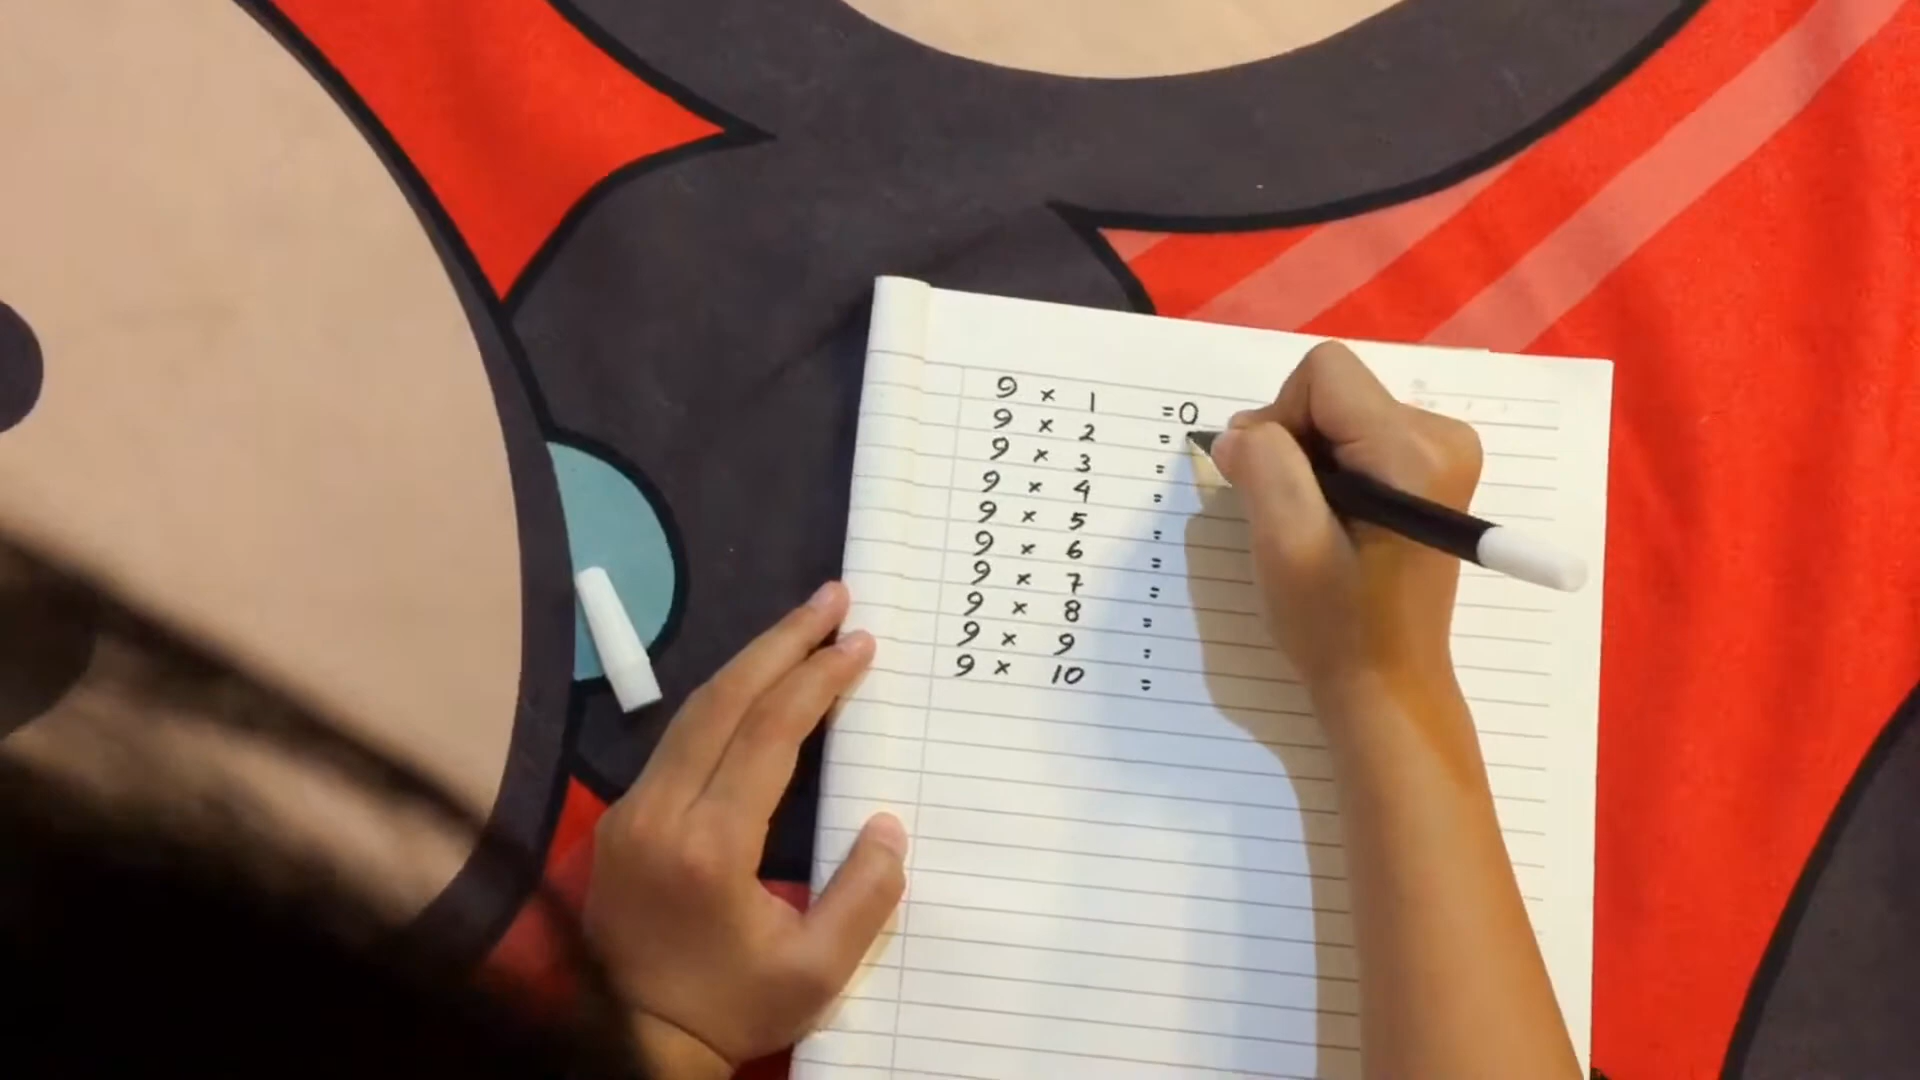 9 × 1 = 0
9 × 2 =
9 × 3 =
9 × 4 =
9 × 5 =
9 × 6 =
9 × 7 =
9 × 8 =
9 × 9 =
9 × 10 =